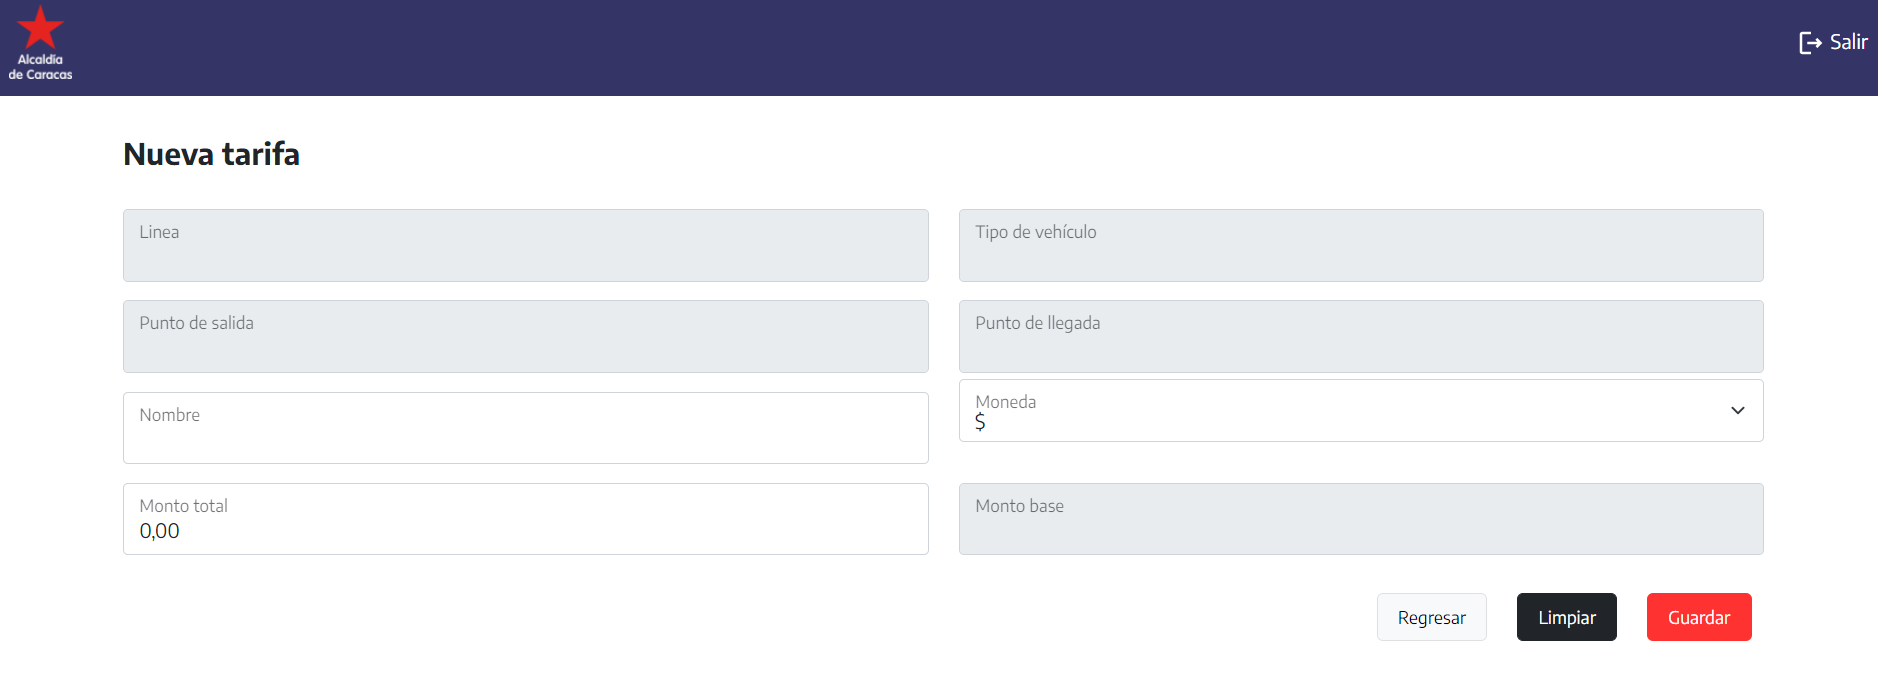 Alcaldía
de Caracas
Salir
Nueva tarifa
Linea
Tipo de vehículo
Punto de salida
Punto de llegada
Nombre
Moneda
$
Monto total
0,00
Monto base
Regresar
Limpiar
Guardar